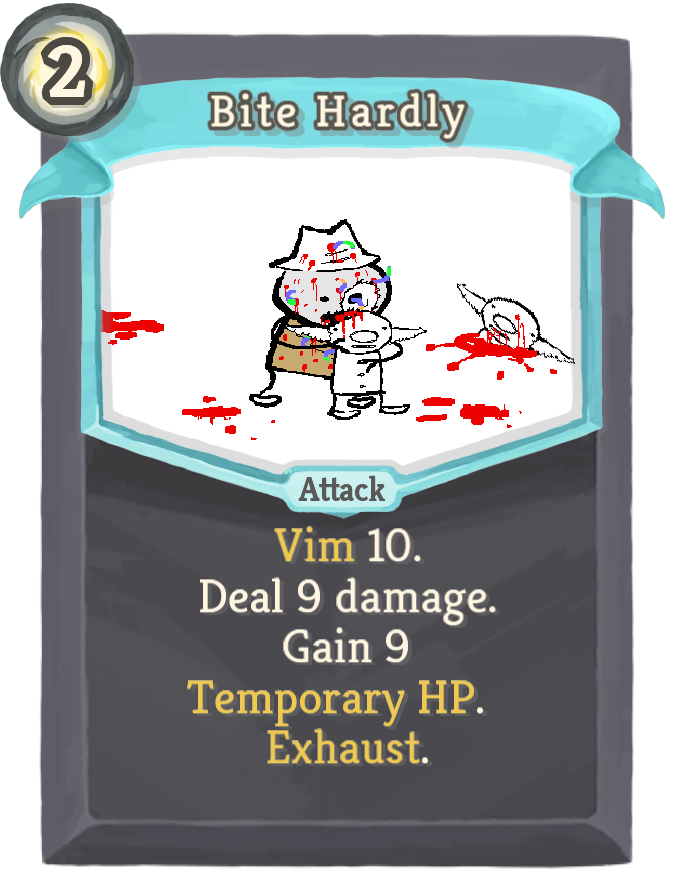 2
Bite Hardly
Attack
Vim 10.
Deal 9 damage.
Gain 9
Temporary HP.
Exhaust.